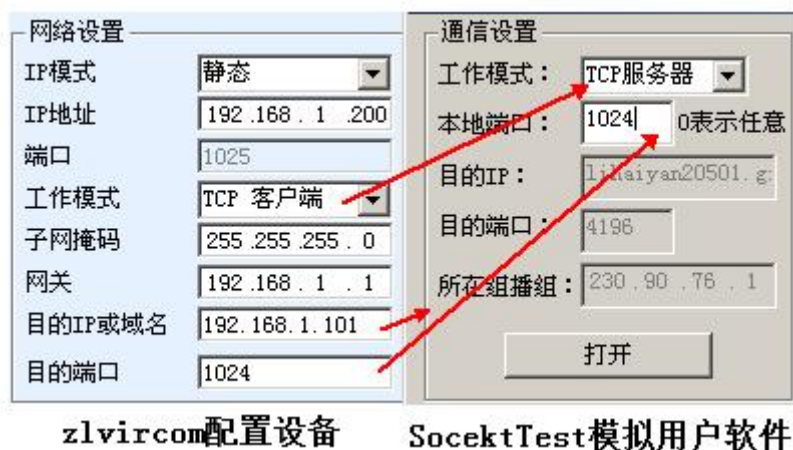 网络设置
IP模式 静态
IP地址 192 .168 . 1 .200
端口 1025
工作模式 TCP 客户端
子网掩码 255 .255 .255 . 0
网关 192 .168 . 1 . 1
目的IP或域名 192.168.1.101
目的端口 1024
zlvircom配置设备
通信设置
工作模式： TCP服务器
本地端口： 1024 0表示任意
目的IP： lihaiyan20501.g
目的端口： 4196
所在组播组： 230 .90 .76 . 1
打开
SocektTest模拟用户软件